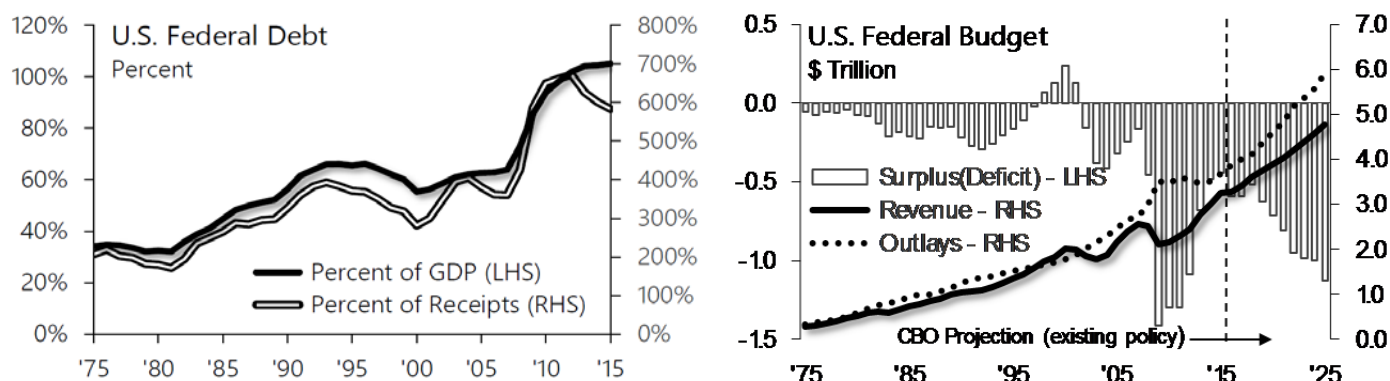 U.S. Federal Debt
Percent
120%
100%
80%
60%
40%
20%
0%
800%
700%
600%
500%
400%
300%
200%
100%
0%
Percent of GDP (LHS)
Percent of Receipts (RHS)
'75 '80 '85 '90 '95 '00 '05 '10 '15
U.S. Federal Budget
$ Trillion
0.5
0.0
-0.5
-1.0
-1.5
7.0
6.0
5.0
4.0
3.0
2.0
1.0
0.0
Surplus(Deficit) - LHS
Revenue - RHS
Outlays - RHS
CBO Projection (existing policy)
'75 '85 '95 '05 '15 '25